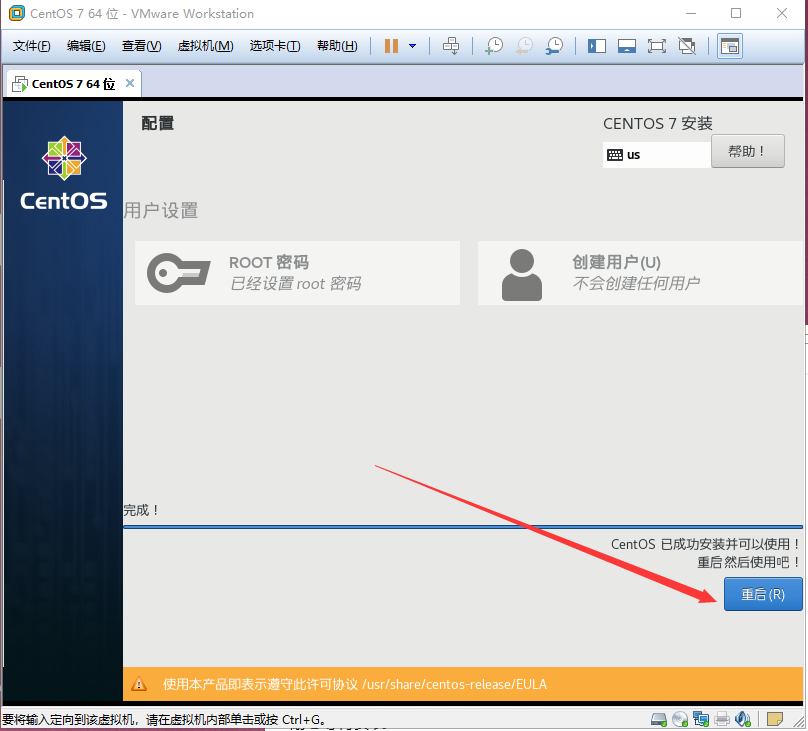 CentOS 7 64 位 - VMware Workstation
文件(F) 编辑(E) 查看(V) 虚拟机(M) 选项卡(T) 帮助(H)
CentOS 7 64 位
配置
CENTOS 7 安装
us
帮助！
CentOS
用户设置
ROOT 密码
已经设置 root 密码
创建用户(U)
不会创建任何用户
完成！
CentOS 已成功安装并可以使用！
重启然后使用吧！
重启(R)
使用本产品即表示遵守此许可协议 /usr/share/centos-release/EULA
要将输入定向到该虚拟机，请在虚拟机内部单击或按 Ctrl+G。